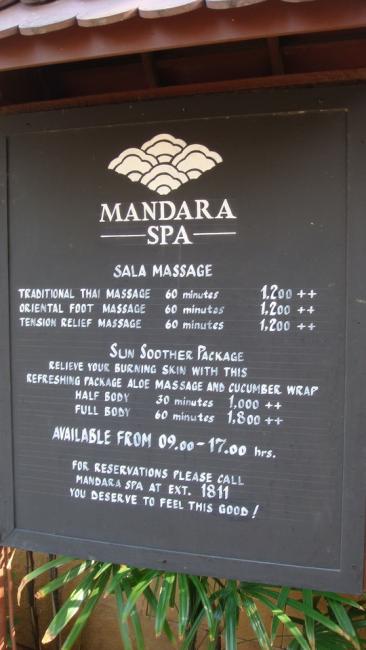 MANDARA
SPA
SALA MASSAGE
TRADITIONAL THAI MASSAGE 60 minutes 1,200 ++
ORIENTAL FOOT MASSAGE 60 minutes 1,200 ++
TENSION RELIEF MASSAGE 60 minutes 1,200 ++
SUN SOOTHER PACKAGE
RELIEVE YOUR BURNING SKIN WITH THIS
REFRESHING PACKAGE ALOE MASSAGE AND CUCUMBER WRAP
HALF BODY 30 minutes 1,000 ++
FULL BODY 60 minutes 1,800 ++
AVAILABLE FROM 09.00-17.00 hrs.
FOR RESERVATIONS PLEASE CALL
MANDARA SPA AT EXT. 1811
YOU DESERVE TO FEEL THIS GOOD!